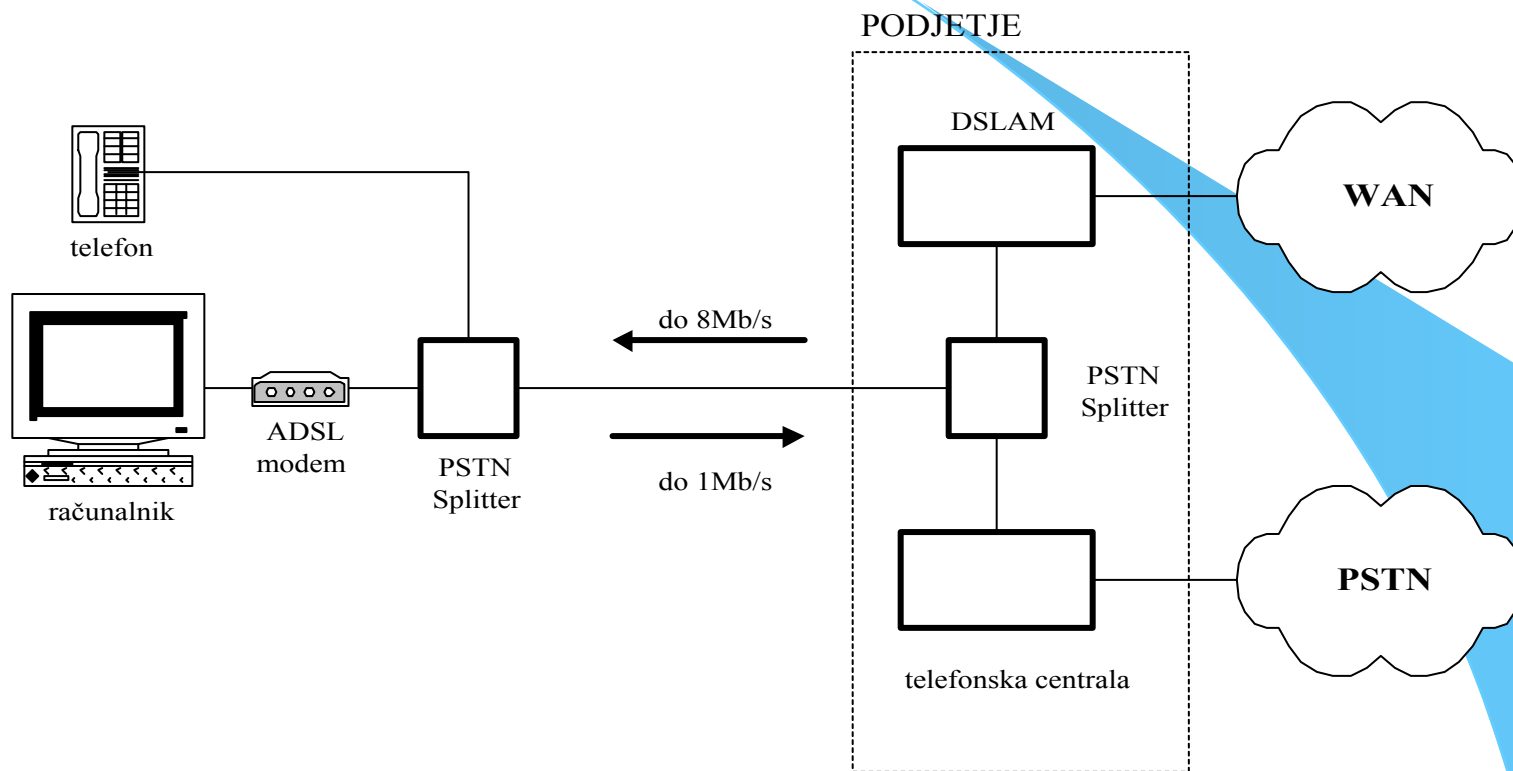 PODJETJE
DSLAM
WAN
telefon
do 8Mb/s
PSTN
Splitter
ADSL
modem
PSTN
Splitter
do 1Mb/s
računalnik
PSTN
telefonska centrala